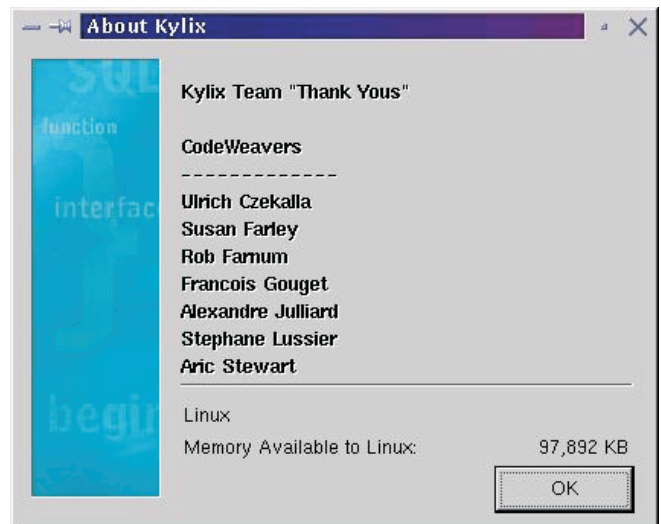 About Kylix
SQL
function
interfac
begin
Kylix Team "Thank Yous"
CodeWeavers
-------------
Ulrich Czekalla
Susan Farley
Rob Farnum
Francois Gouget
Alexandre Julliard
Stephane Lussier
Aric Stewart
Linux
Memory Available to Linux: 97,892 KB
OK